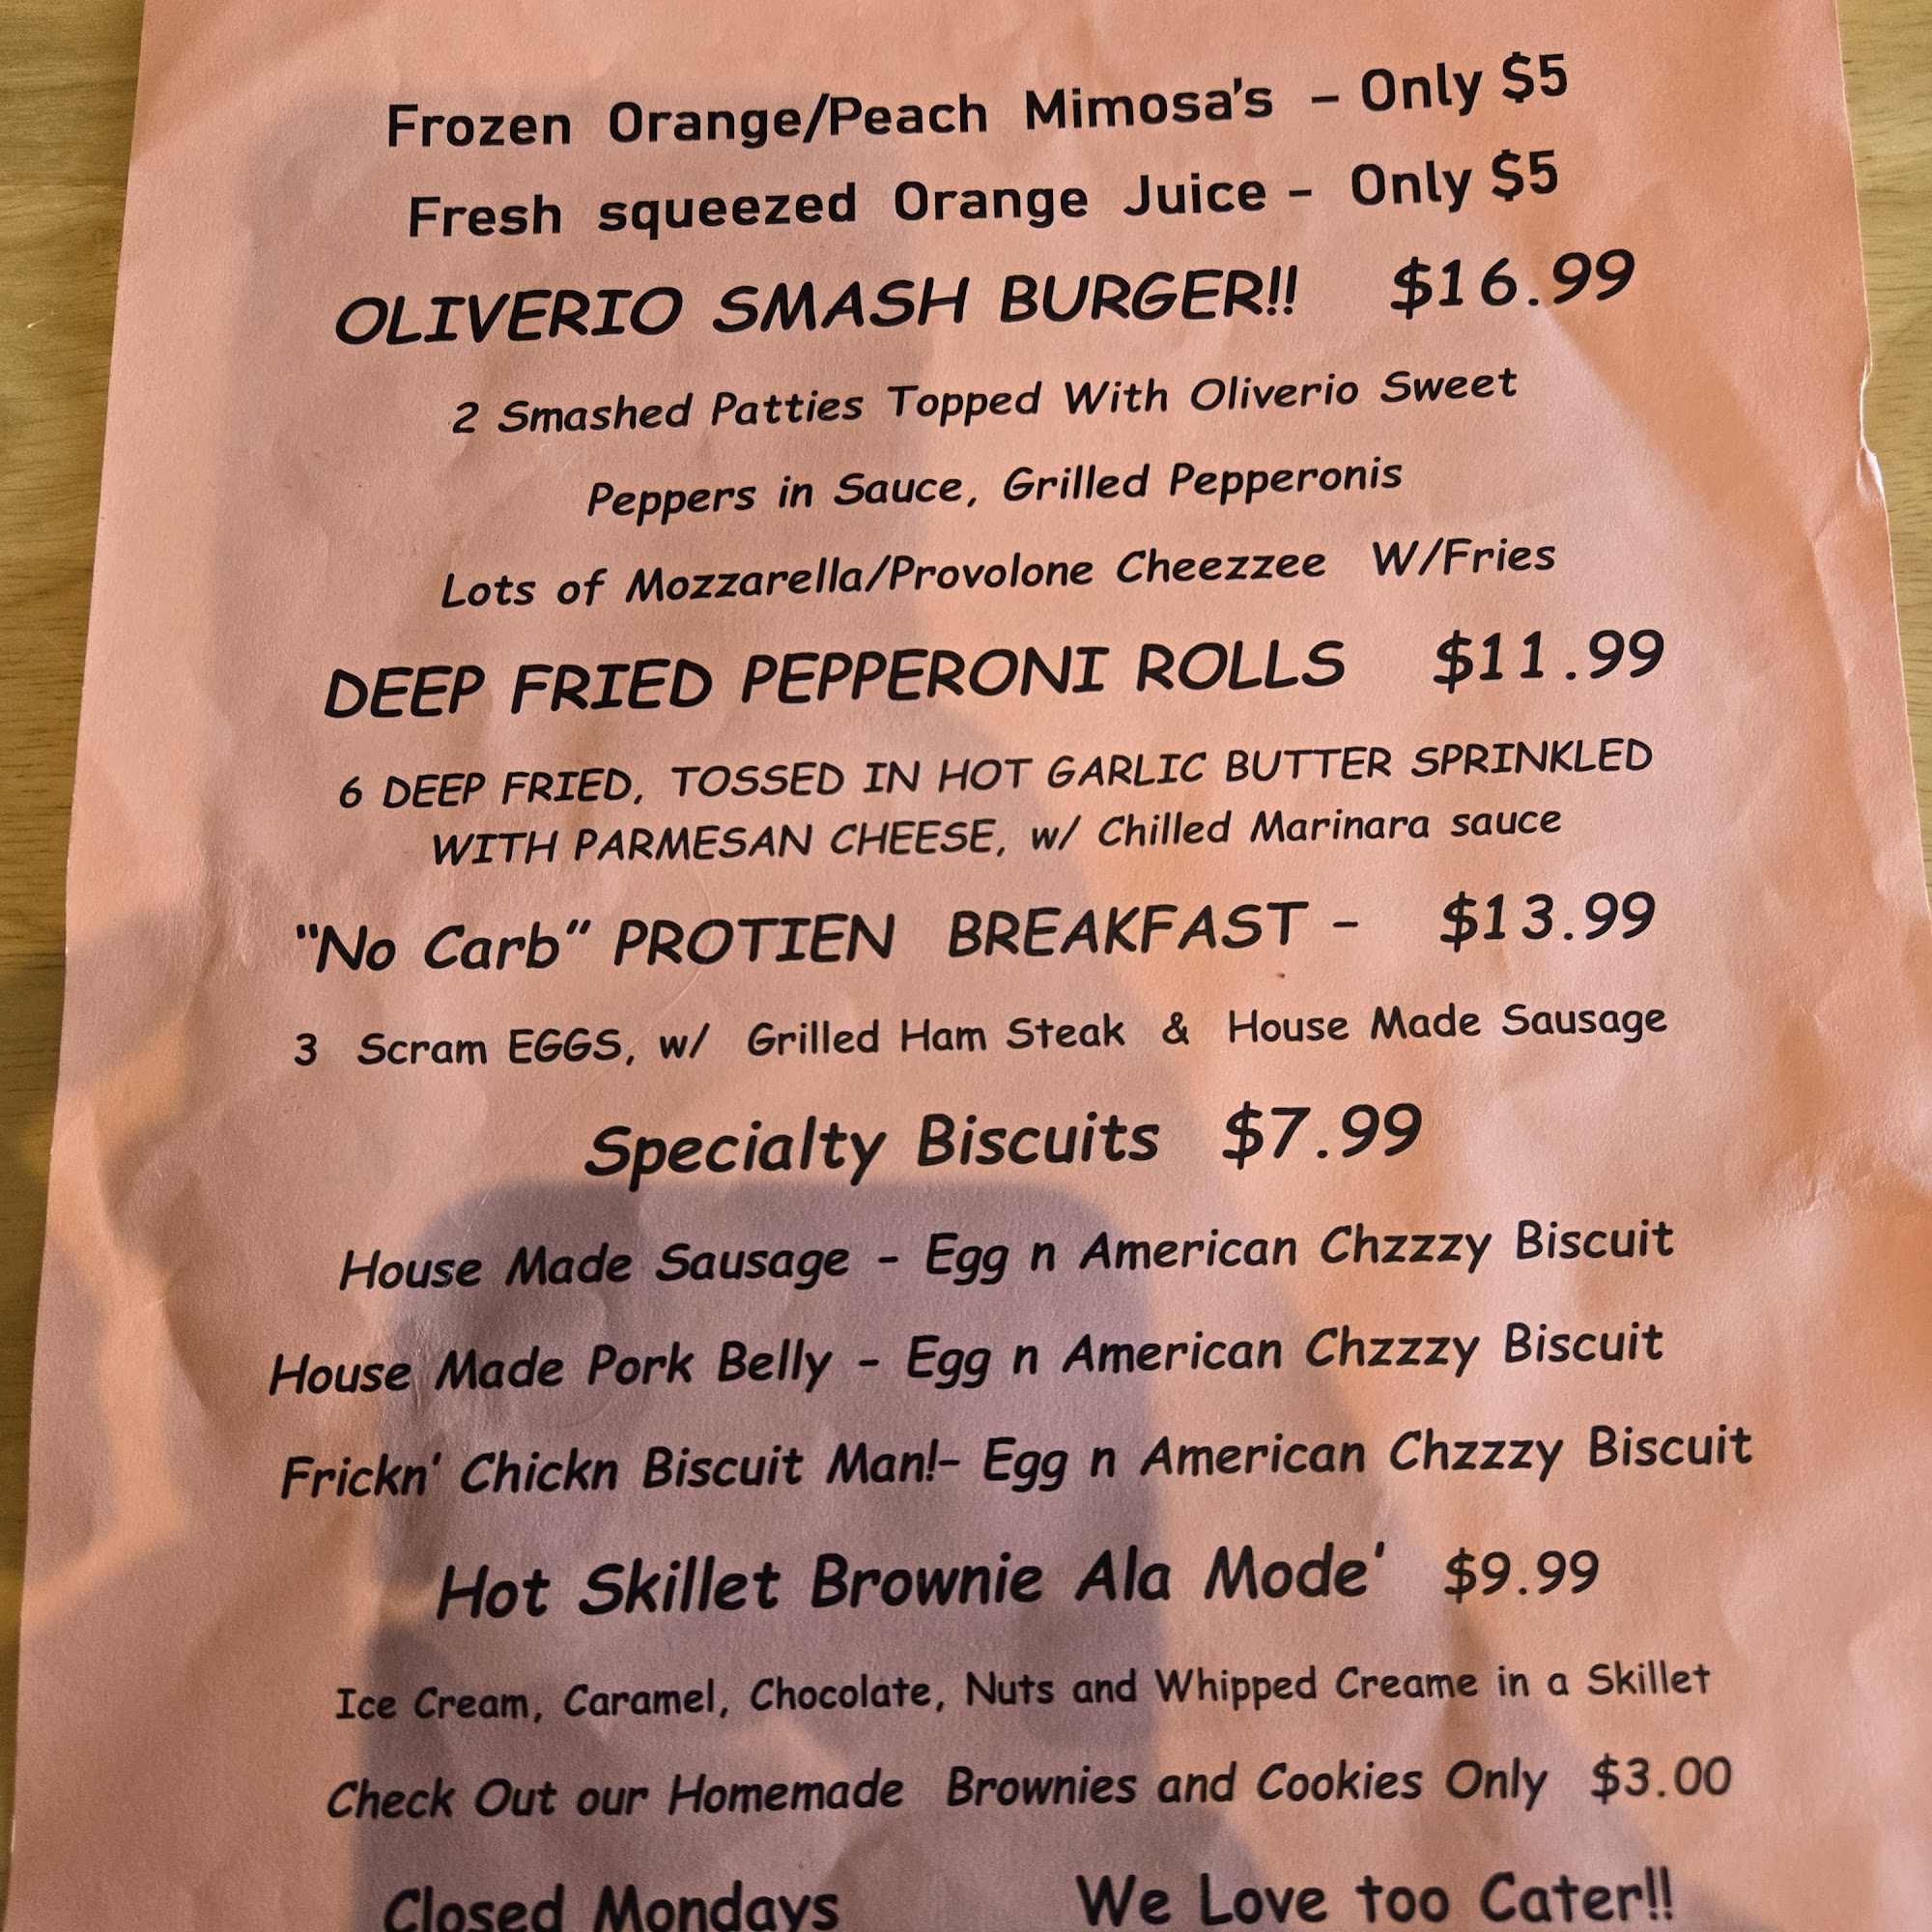 Frozen Orange/Peach Mimosa's – Only $5
Fresh squeezed Orange Juice – Only $5
OLIVERIO SMASH BURGER!! $16.99
2 Smashed Patties Topped With Oliverio Sweet
Peppers in Sauce, Grilled Pepperonis
Lots of Mozzarella/Provolone Cheezzee W/Fries
DEEP FRIED PEPPERONI ROLLS $11.99
6 DEEP FRIED, TOSSED IN HOT GARLIC BUTTER SPRINKLED
WITH PARMESAN CHEESE, w/ Chilled Marinara sauce
"No Carb" PROTIEN BREAKFAST - $13.99
3 Scram EGGS, w/ Grilled Ham Steak & House Made Sausage
Specialty Biscuits $7.99
House Made Sausage - Egg n American Chzzzy Biscuit
House Made Pork Belly - Egg n American Chzzzy Biscuit
Frickn' Chickn Biscuit Man!- Egg n American Chzzzy Biscuit
Hot Skillet Brownie Ala Mode' $9.99
Ice Cream, Caramel, Chocolate, Nuts and Whipped Creame in a Skillet
Check Out our Homemade Brownies and Cookies Only $3.00
Closed Mondays We Love too Cater!!